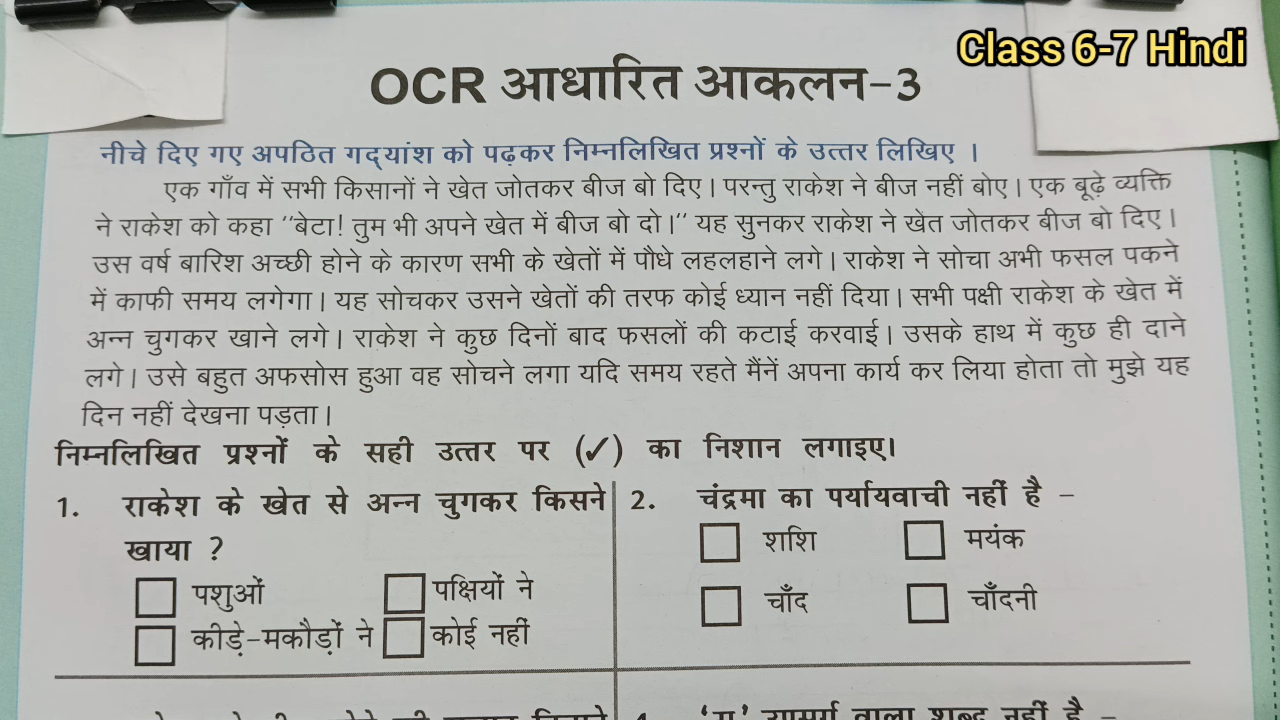 Class 6-7 Hindi
OCR आधारित आकलन-3
नीचे दिए गए अपठित गद्‌यांश को पढ़कर निम्नलिखित प्रश्नों के उत्तर लिखिए ।
एक गाँव में सभी किसानों ने खेत जोतकर बीज बो दिए। परन्तु राकेश ने बीज नहीं बोए। एक बूढ़े व्यक्ति
ने राकेश को कहा ‘‘बेटा! तुम भी अपने खेत में बीज बो दो।’’ यह सुनकर राकेश ने खेत जोतकर बीज बो दिए।
उस वर्ष बारिश अच्छी होने के कारण सभी के खेतों में पौधे लहलहाने लगे। राकेश ने सोचा अभी फसल पकने
में काफी समय लगेगा। यह सोचकर उसने खेतों की तरफ कोई ध्यान नहीं दिया। सभी पक्षी राकेश के खेत में
अन्न चुगकर खाने लगे। राकेश ने कुछ दिनों बाद फसलों की कटाई करवाई। उसके हाथ में कुछ ही दाने
लगे। उसे बहुत अफसोस हुआ वह सोचने लगा यदि समय रहते मैंनें अपना कार्य कर लिया होता तो मुझे यह
दिन नहीं देखना पड़ता।
निम्नलिखित प्रश्नों के सही उत्तर पर (✓) का निशान लगाइए।
1. राकेश के खेत से अन्न चुगकर किसने
खाया ?
पशुओं पक्षियों ने
कीड़े-मकौड़ों ने कोई नहीं
2. चंद्रमा का पर्यायवाची नहीं है –
शशि मयंक
चाँद चाँदनी